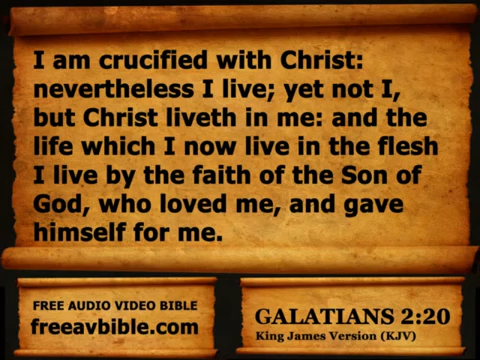 I am crucified with Christ:
nevertheless I live; yet not I,
but Christ liveth in me: and the
life which I now live in the flesh
I live by the faith of the Son of
God, who loved me, and gave
himself for me.
FREE AUDIO VIDEO BIBLE
freeavbible.com
GALATIANS 2:20
King James Version (KJV)